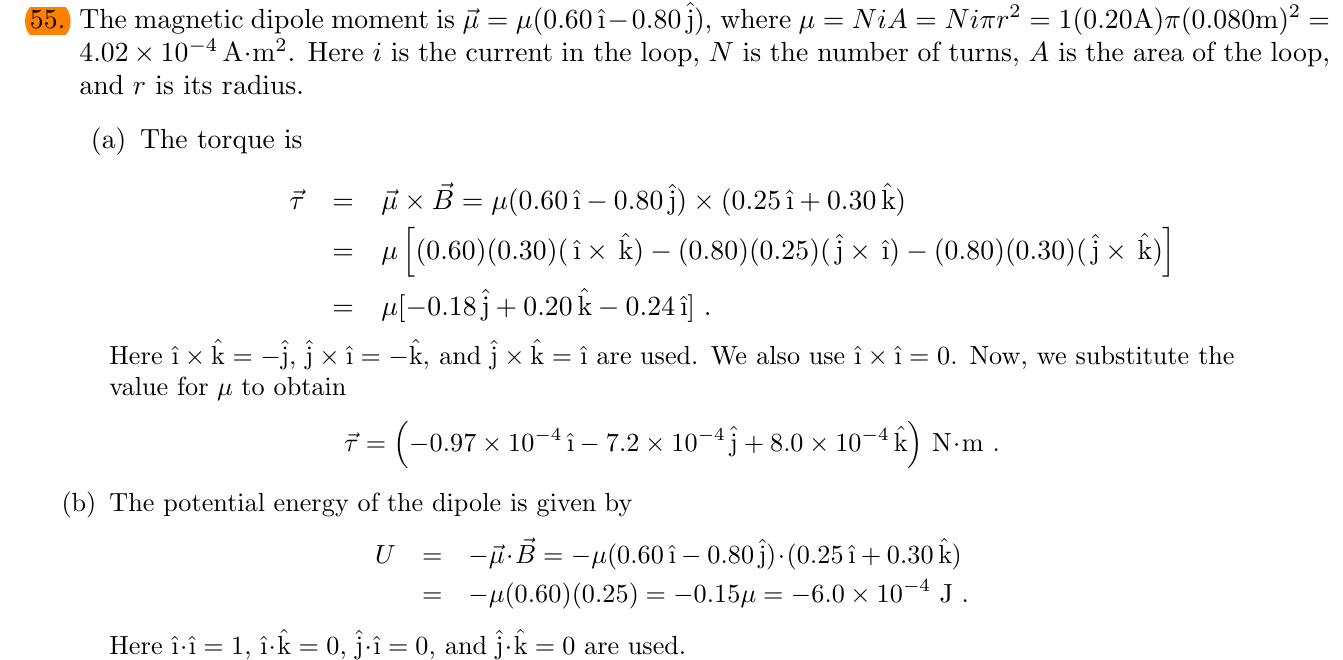 55. The magnetic dipole moment is μ⃗ = μ(0.60 î − 0.80 ĵ), where μ = NiA = Niπr² = 1(0.20A)π(0.080m)² =
4.02 × 10⁻⁴ A·m². Here i is the current in the loop, N is the number of turns, A is the area of the loop,
and r is its radius.
(a) The torque is
τ⃗ = μ⃗ × B⃗ = μ(0.60 î − 0.80 ĵ) × (0.25 î + 0.30 k̂)
= μ[(0.60)(0.30)( î × k̂) − (0.80)(0.25)( ĵ × î) − (0.80)(0.30)( ĵ × k̂)]
= μ[−0.18 ĵ + 0.20 k̂ − 0.24 î] .
Here î × k̂ = −ĵ, ĵ × î = −k̂, and ĵ × k̂ = î are used. We also use î × î = 0. Now, we substitute the
value for μ to obtain
τ⃗ = (−0.97 × 10⁻⁴ î − 7.2 × 10⁻⁴ ĵ + 8.0 × 10⁻⁴ k̂) N·m .
(b) The potential energy of the dipole is given by
U = −μ⃗·B⃗ = −μ(0.60 î − 0.80 ĵ)·(0.25 î + 0.30 k̂)
= −μ(0.60)(0.25) = −0.15μ = −6.0 × 10⁻⁴ J .
Here î·î = 1, î·k̂ = 0, ĵ·î = 0, and ĵ·k̂ = 0 are used.